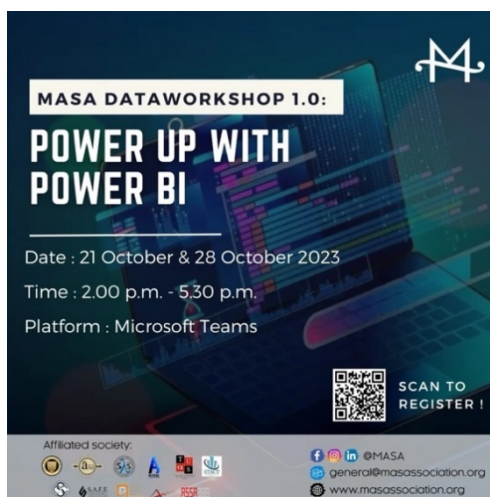 MASA DATAWORKSHOP 1.0:
POWER UP WITH
POWER BI
Date : 21 October & 28 October 2023
Time : 2.00 p.m. - 5.30 p.m.
Platform : Microsoft Teams
SCAN TO
REGISTER !
Affiliated society:
@MASA
general@masassociation.org
www.masassociation.org